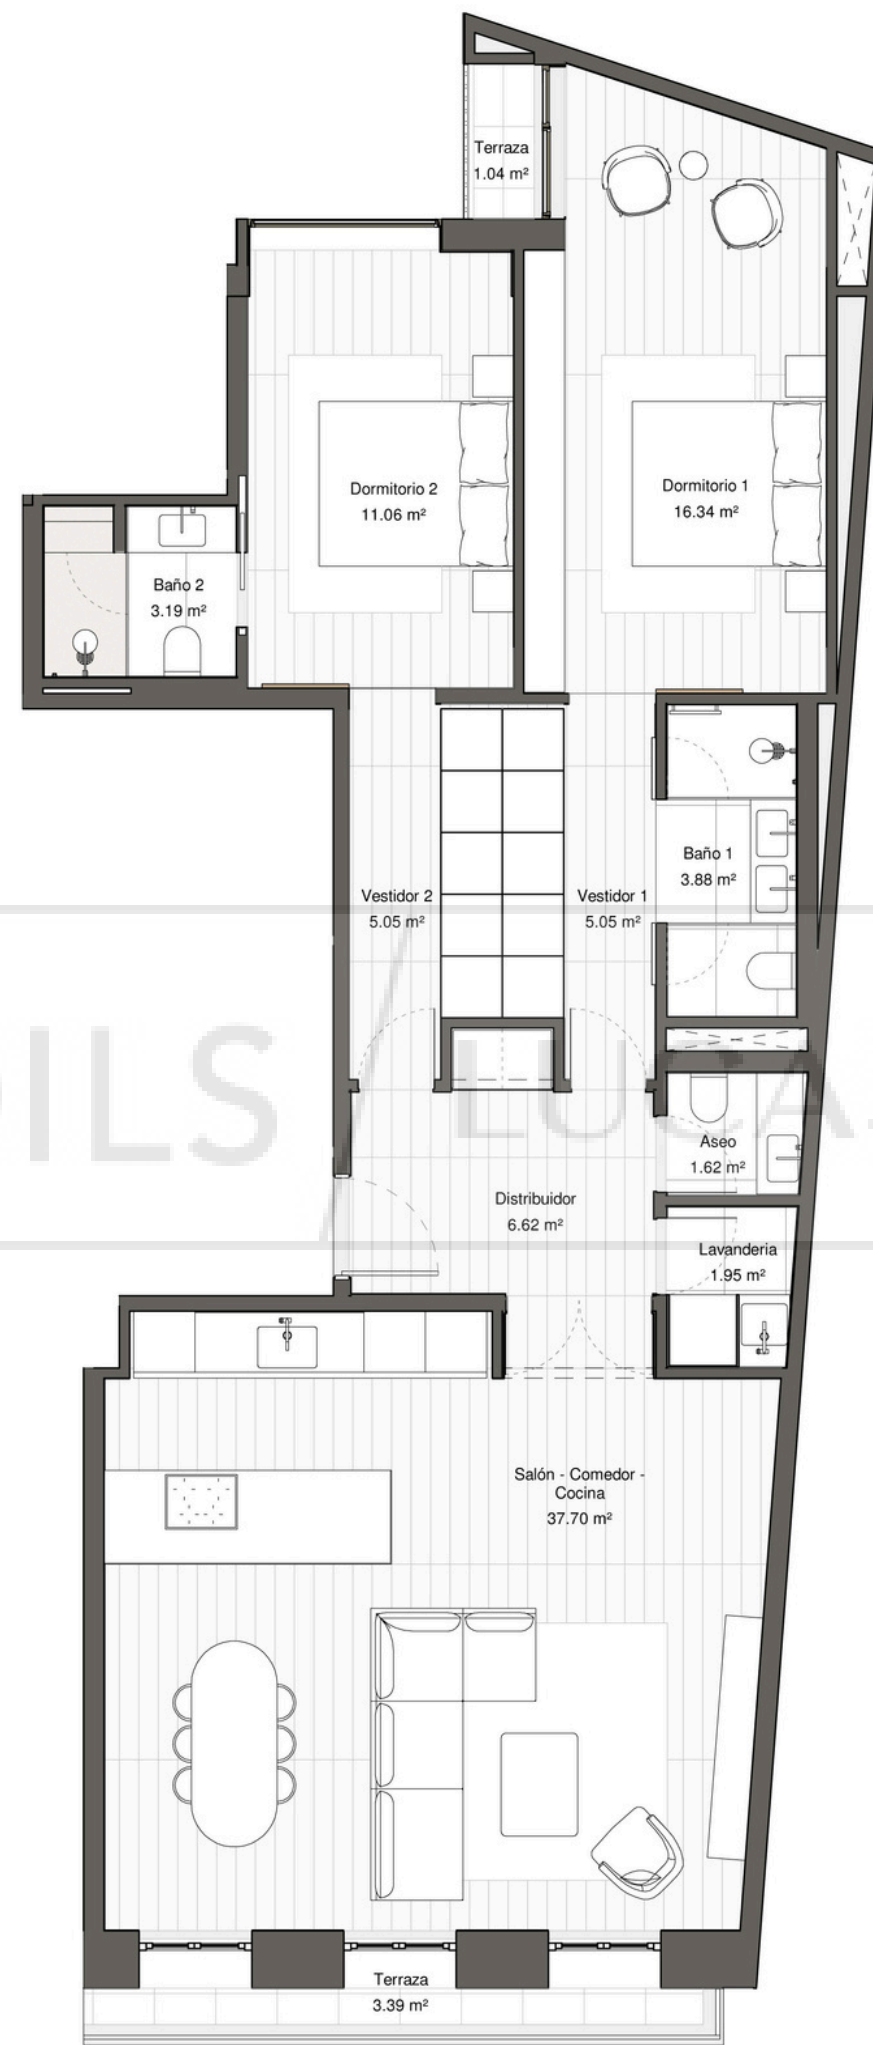 Terraza
1.04 m²
Dormitorio 2
11.06 m²
Dormitorio 1
16.34 m²
Baño 2
3.19 m²
Baño 1
3.88 m²
Vestidor 2
5.05 m²
Vestidor 1
5.05 m²
Aseo
1.62 m²
Distribuidor
6.62 m²
Lavanderia
1.95 m²
Salón - Comedor -
Cocina
37.70 m²
Terraza
3.39 m²